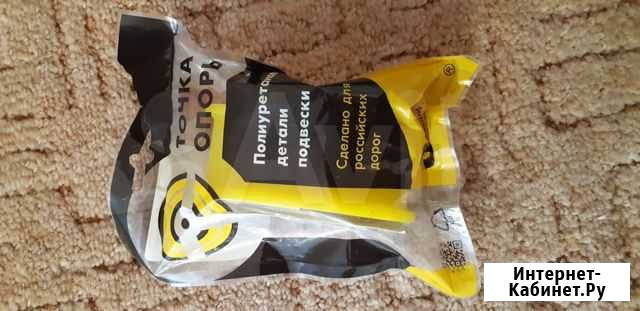 ТОЧКА
ОПОРЫ
Полиуретановые
детали
подвески
Сделано для
российских
дорог
®
Интернет-
Кабинет.Ру